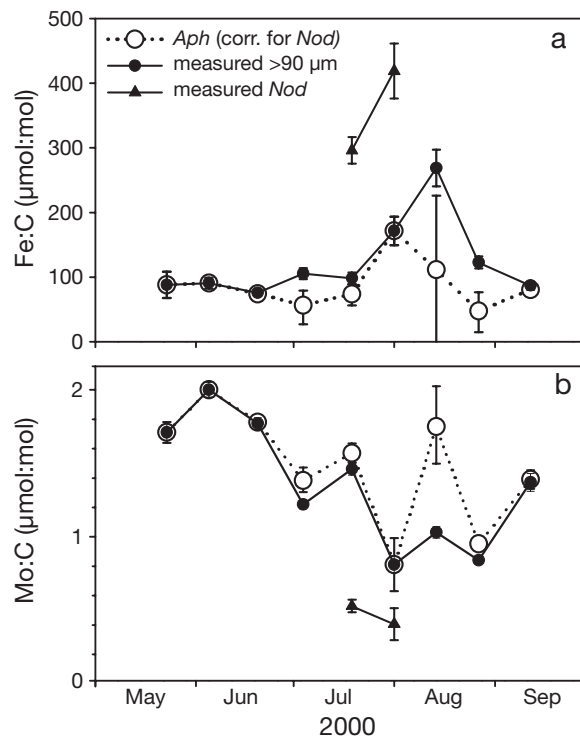 500
400
300
200
100
0
Fe:C (µmol:mol)
Aph (corr. for Nod)
measured >90 µm
measured Nod
a
2
1
0
Mo:C (µmol:mol)
b
May Jun Jul Aug Sep
2000